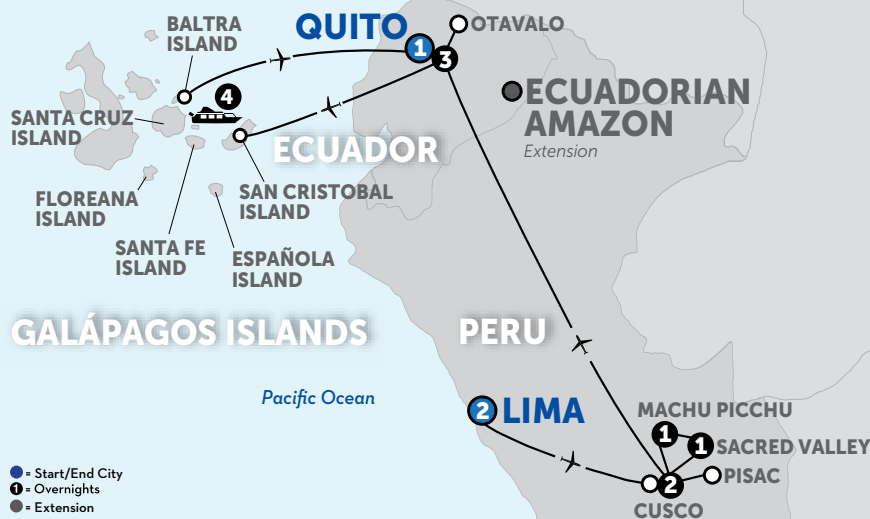 BALTRA
ISLAND
QUITO
1
3
OTAVALO
4
ECUADORIAN
AMAZON
Extension
SANTA CRUZ
ISLAND
ECUADOR
FLOREANA
ISLAND
SAN CRISTOBAL
ISLAND
SANTA FE
ISLAND
ESPAÑOLA
ISLAND
GALÁPAGOS ISLANDS
PERU
Pacific Ocean
2
LIMA
MACHU PICCHU
1
1
SACRED VALLEY
PISAC
2
CUSCO
= Start/End City
1 = Overnights
= Extension